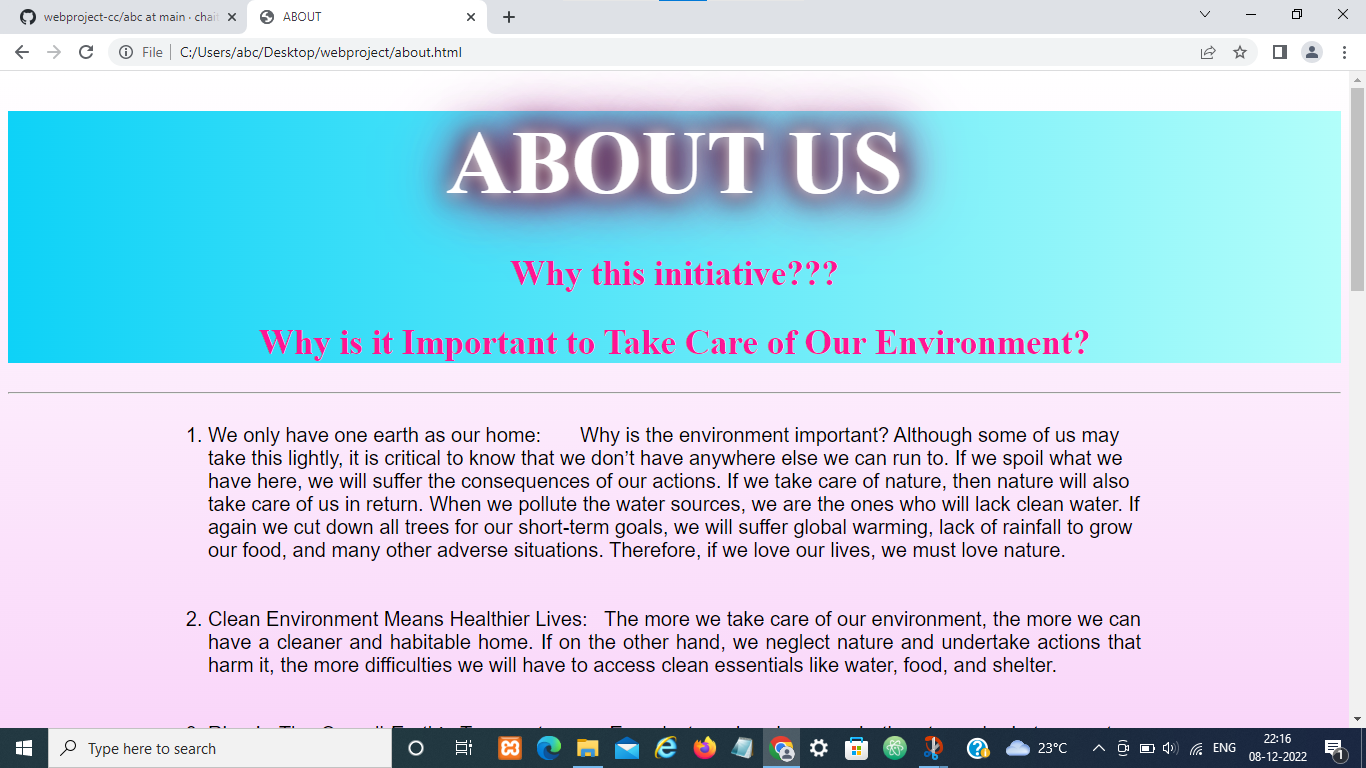 webproject-cc/abc at main · chait
ABOUT
File
C:/Users/abc/Desktop/webproject/about.html
ABOUT US
Why this initiative???
Why is it Important to Take Care of Our Environment?
1. We only have one earth as our home: Why is the environment important? Although some of us may
take this lightly, it is critical to know that we don’t have anywhere else we can run to. If we spoil what we
have here, we will suffer the consequences of our actions. If we take care of nature, then nature will also
take care of us in return. When we pollute the water sources, we are the ones who will lack clean water. If
again we cut down all trees for our short-term goals, we will suffer global warming, lack of rainfall to grow
our food, and many other adverse situations. Therefore, if we love our lives, we must love nature.
2. Clean Environment Means Healthier Lives: The more we take care of our environment, the more we can
have a cleaner and habitable home. If on the other hand, we neglect nature and undertake actions that
harm it, the more difficulties we will have to access clean essentials like water, food, and shelter.
Type here to search
23°C
ENG
22:16
08-12-2022
1